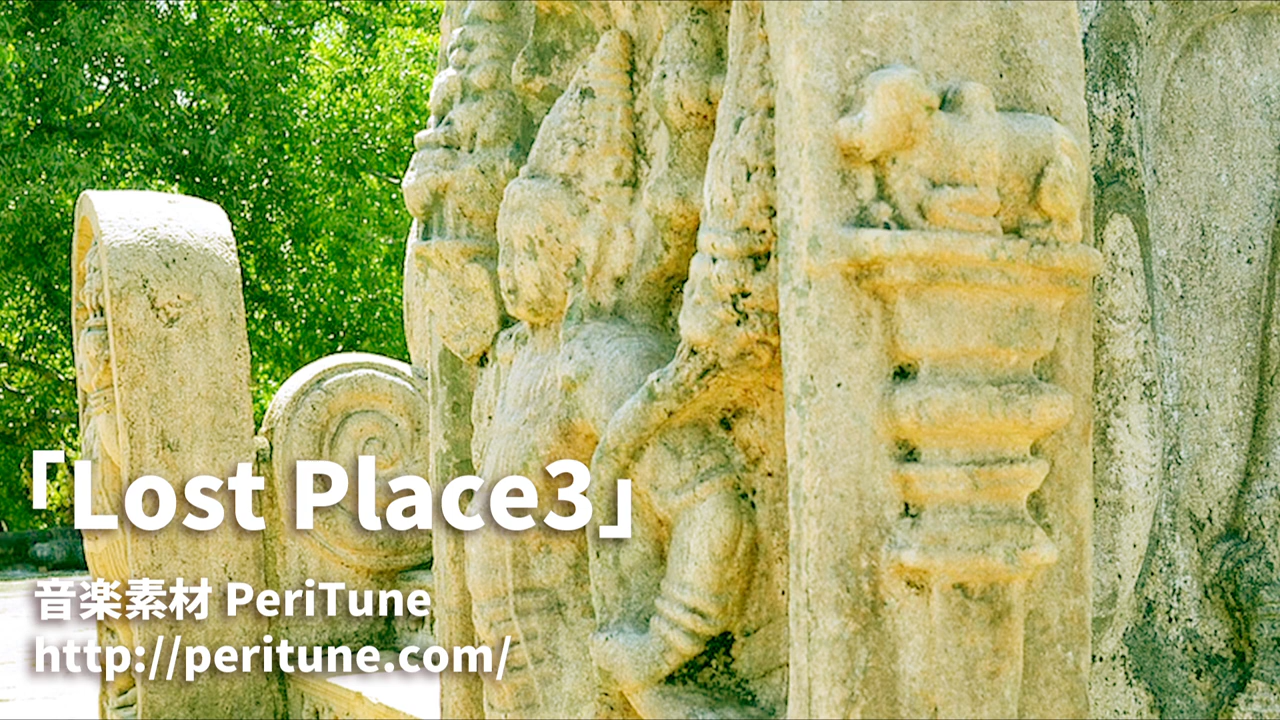 「Lost Place3」
音楽素材 PeriTune
http://peritune.com/